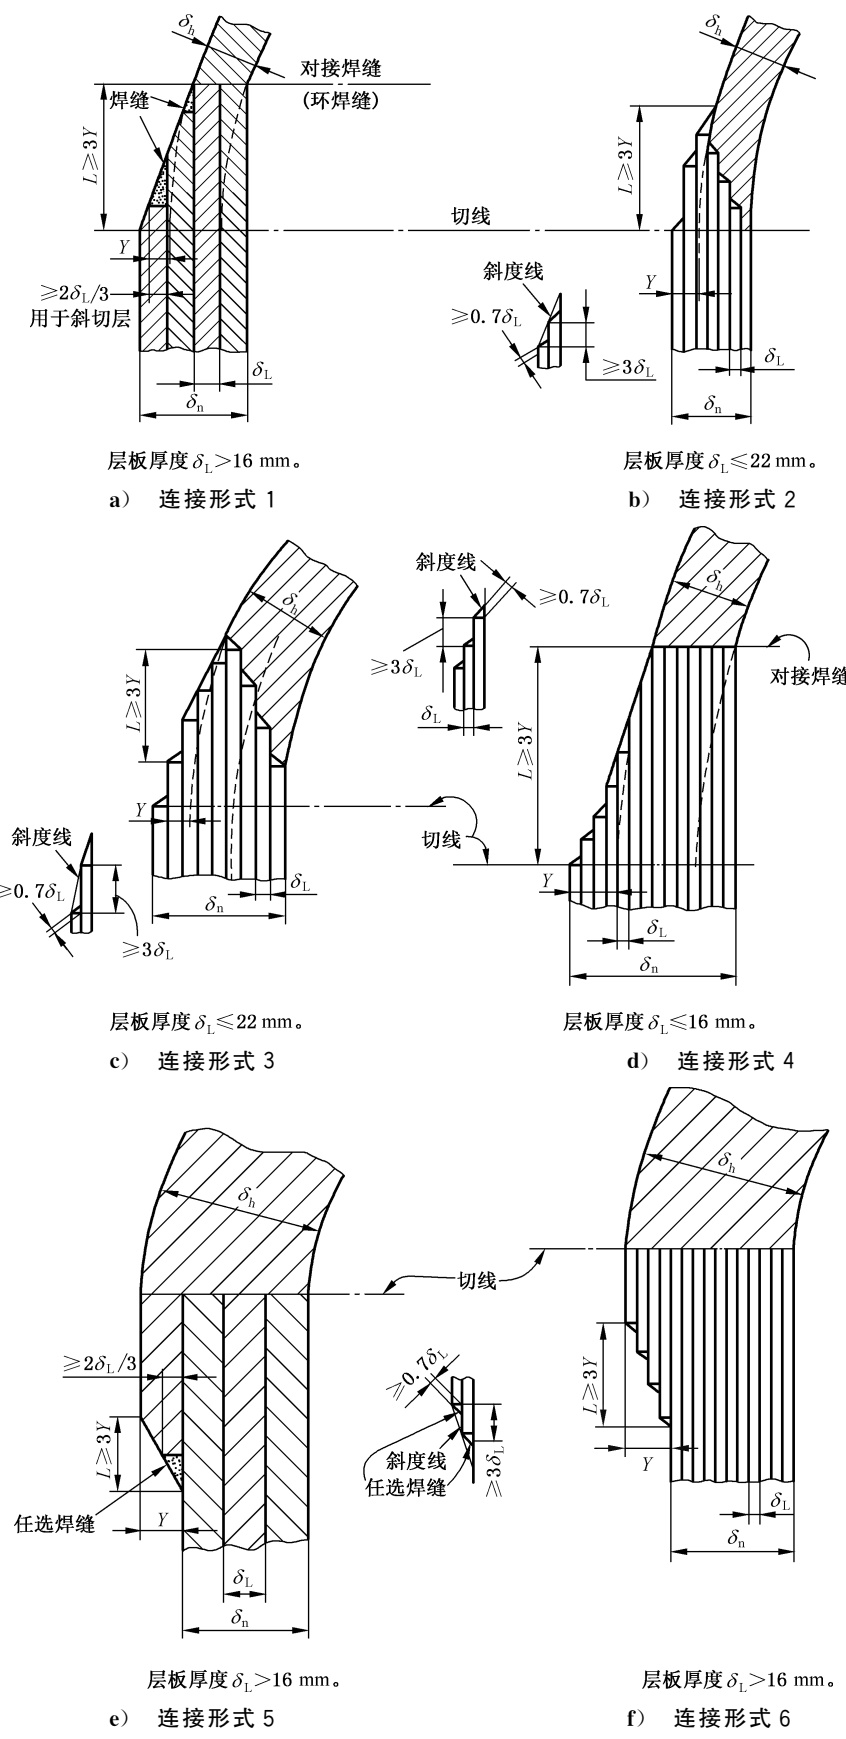 δh
对接焊缝
(环焊缝)
焊缝
L≥3Y
切线
Y
≥2δL/3
用于斜切层
δL
δn
层板厚度 δL>16 mm。
a) 连接形式 1
δh
L≥3Y
Y
斜度线
≥0.7δL
≥3δL
δL
δn
层板厚度 δL≤22 mm。
b) 连接形式 2
δh
L≥3Y
Y
切线
斜度线
≥0.7δL
≥3δL
δL
δn
层板厚度 δL≤22 mm。
c) 连接形式 3
斜度线
≥0.7δL
≥3δL
δL
δh
对接焊缝
L≥3Y
Y
δL
δn
层板厚度 δL≤16 mm。
d) 连接形式 4
δh
切线
≥2δL/3
L≥3Y
任选焊缝
Y
δL
δn
层板厚度 δL>16 mm。
e) 连接形式 5
δh
≥0.7δL
斜度线
任选焊缝
≥3δL
L≥3Y
Y
δL
δn
层板厚度 δL>16 mm。
f) 连接形式 6